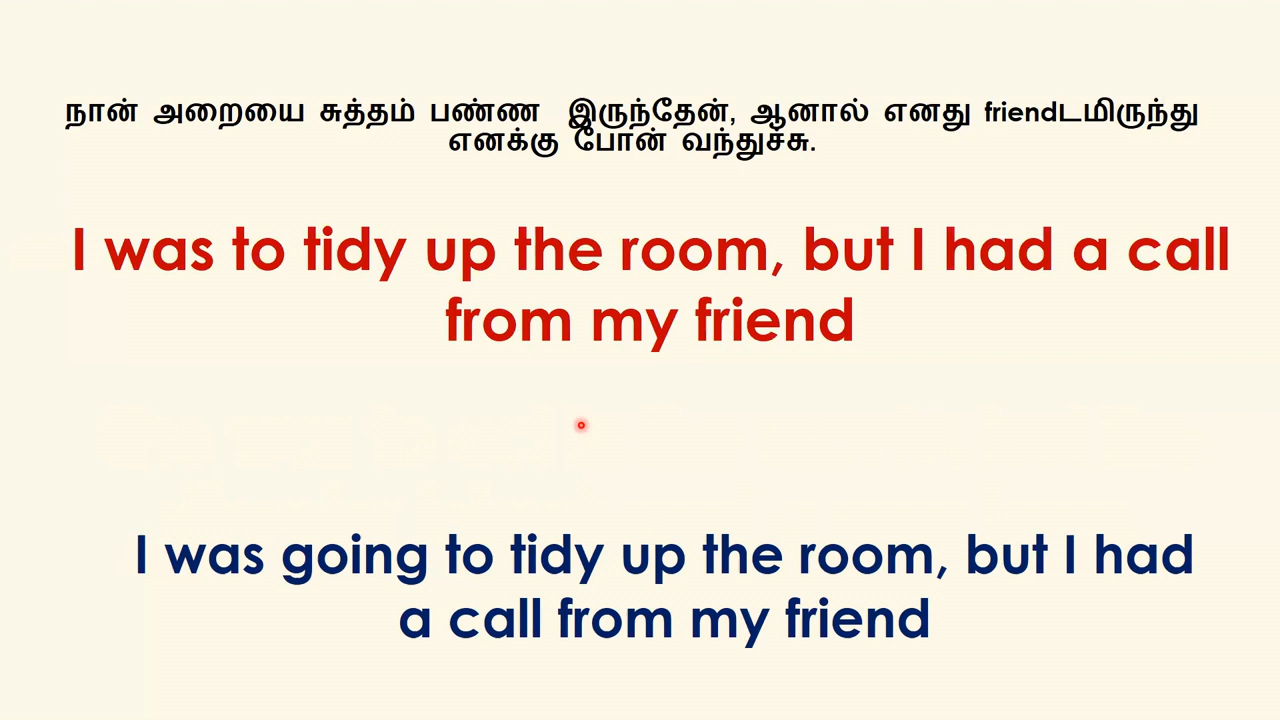 நான் அறையை சுத்தம் பண்ண இருந்தேன், ஆனால் எனது friendடமிருந்து
எனக்கு போன் வந்துச்சு.
I was to tidy up the room, but I had a call
from my friend
I was going to tidy up the room, but I had
a call from my friend